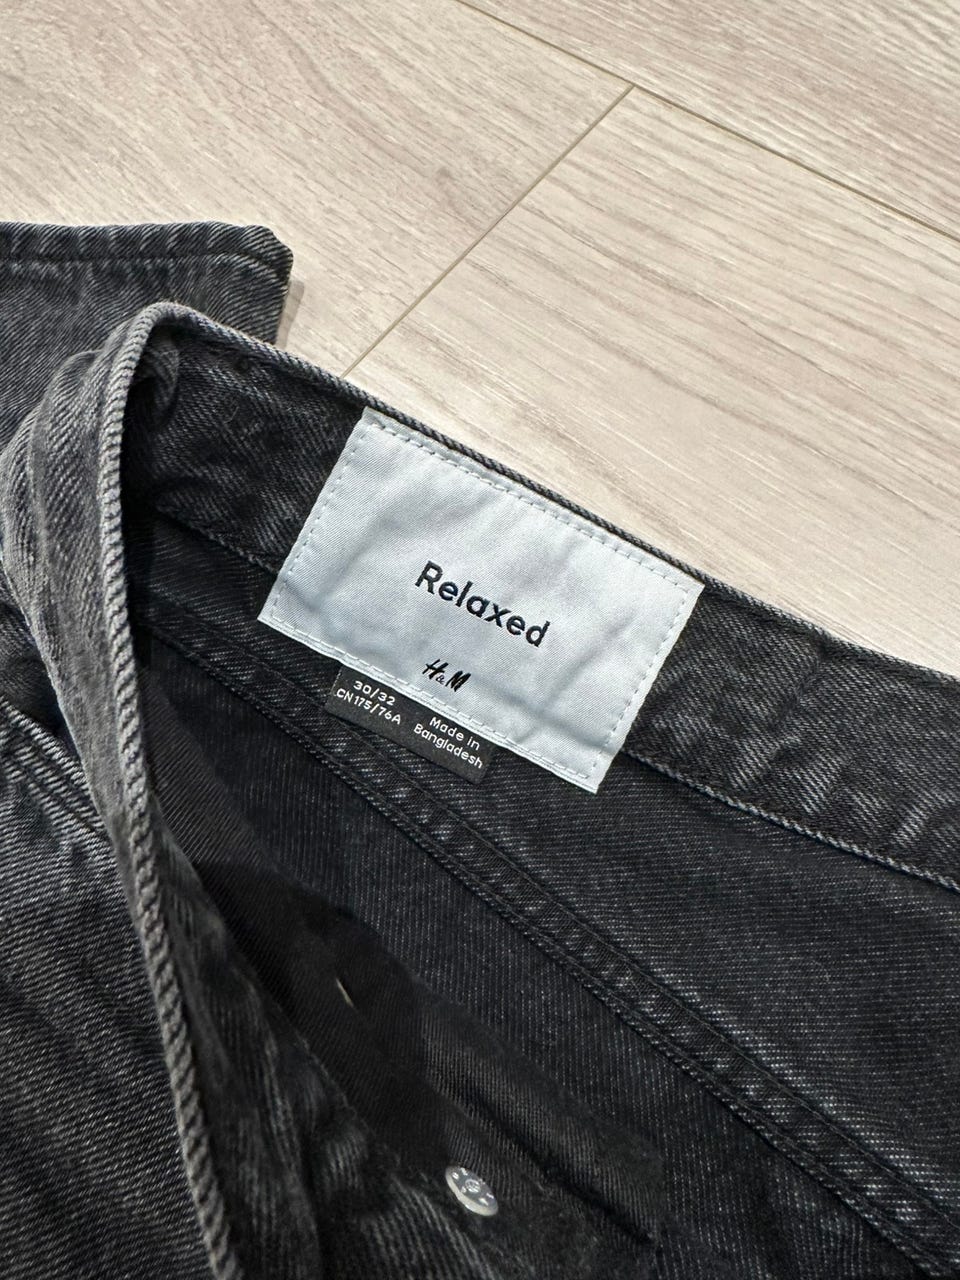 Relaxed
H&M
30/32
CN175/76A
Made in
Bangladesh